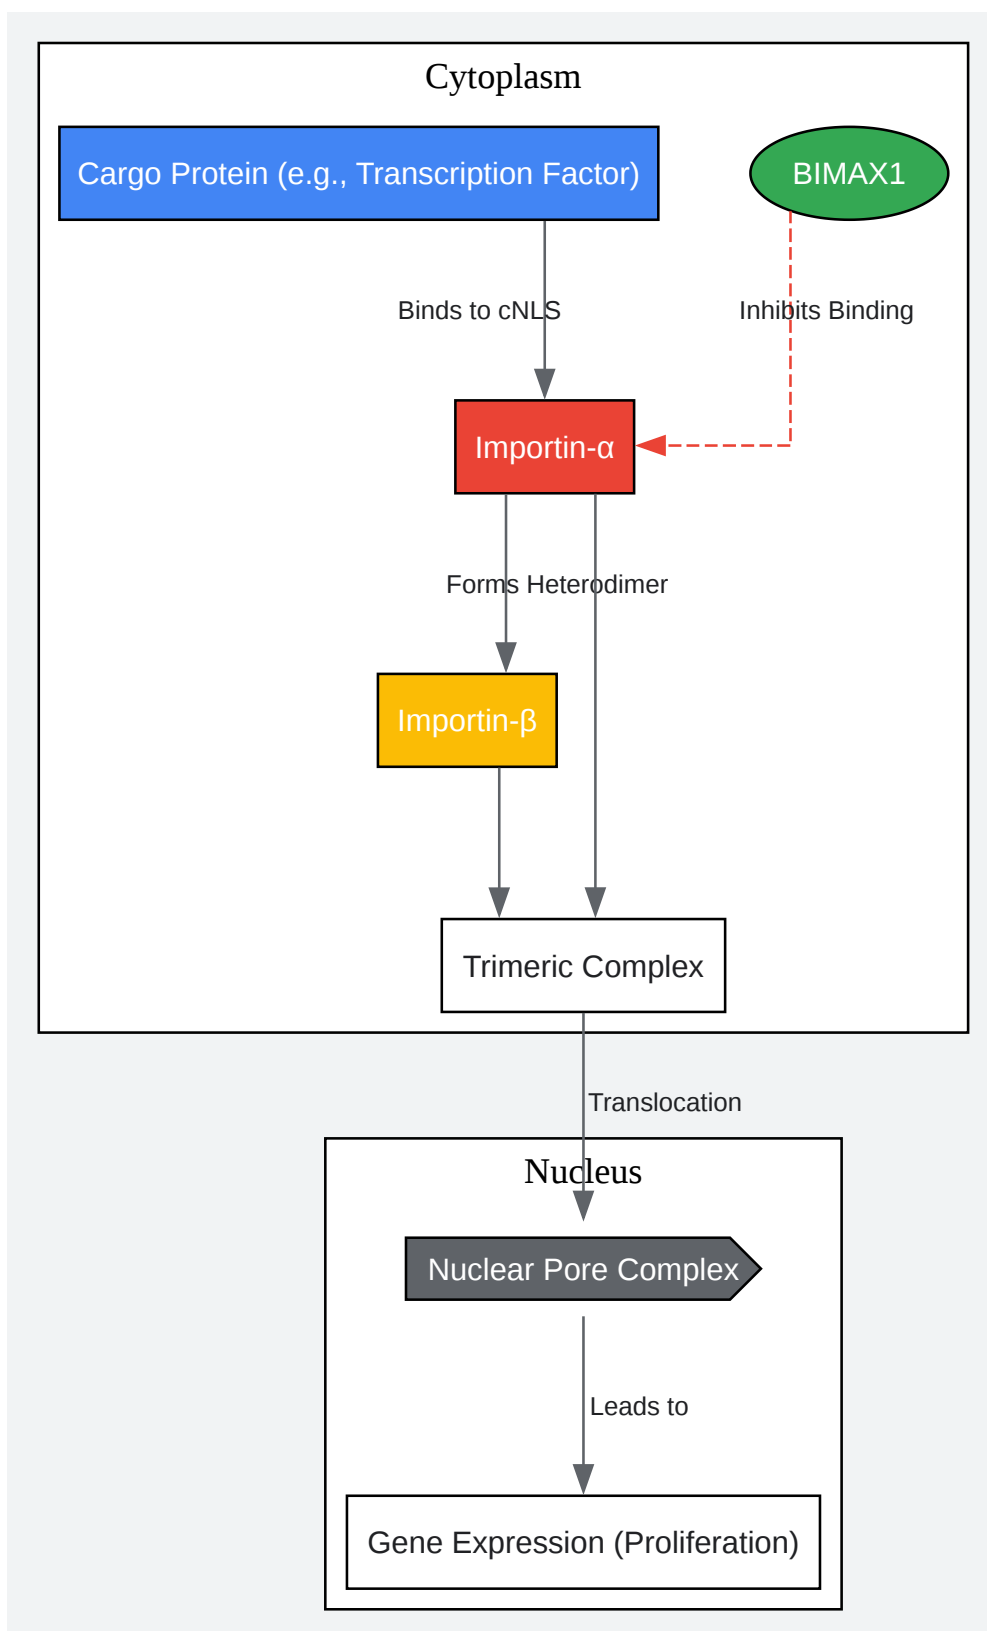 Cytoplasm
Cargo Protein (e.g., Transcription Factor)
BIMAX1
Binds to cNLS
Inhibits Binding
Importin-α
Forms Heterodimer
Importin-β
Trimeric Complex
Translocation
Nucleus
Nuclear Pore Complex
Leads to
Gene Expression (Proliferation)